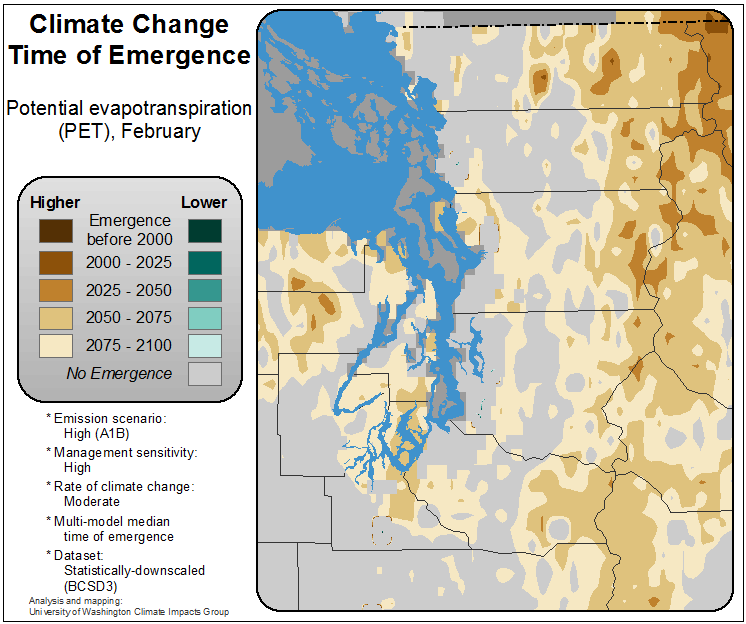 Climate Change
Time of Emergence
Potential evapotranspiration
(PET), February
Higher
Lower
Emergence
before 2000
2000 - 2025
2025 - 2050
2050 - 2075
2075 - 2100
No Emergence
* Emission scenario:
High (A1B)
* Management sensitivity:
High
* Rate of climate change:
Moderate
* Multi-model median
time of emergence
* Dataset:
Statistically-downscaled
(BCSD3)
Analysis and mapping:
University of Washington Climate Impacts Group